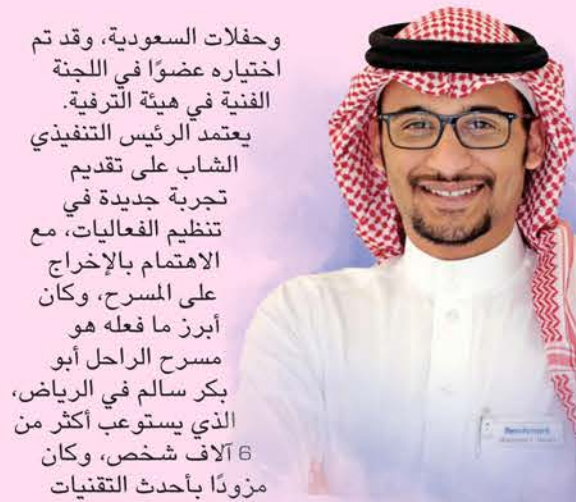 وحفلات السعودية، وقد تم
اختياره عضوًا في اللجنة
الفنية في هيئة الترفية.
يعتمد الرئيس التنفيذي
الشاب على تقديم
تجربة جديدة في
تنظيم الفعاليات، مع
الاهتمام بالإخراج
على المسرح، وكان
أبرز ما فعله هو
مسرح الراحل أبو
بكر سالم في الرياض،
الذي يستوعب أكثر من
6 آلاف شخص، وكان
مزودًا بأحدث التقنيات